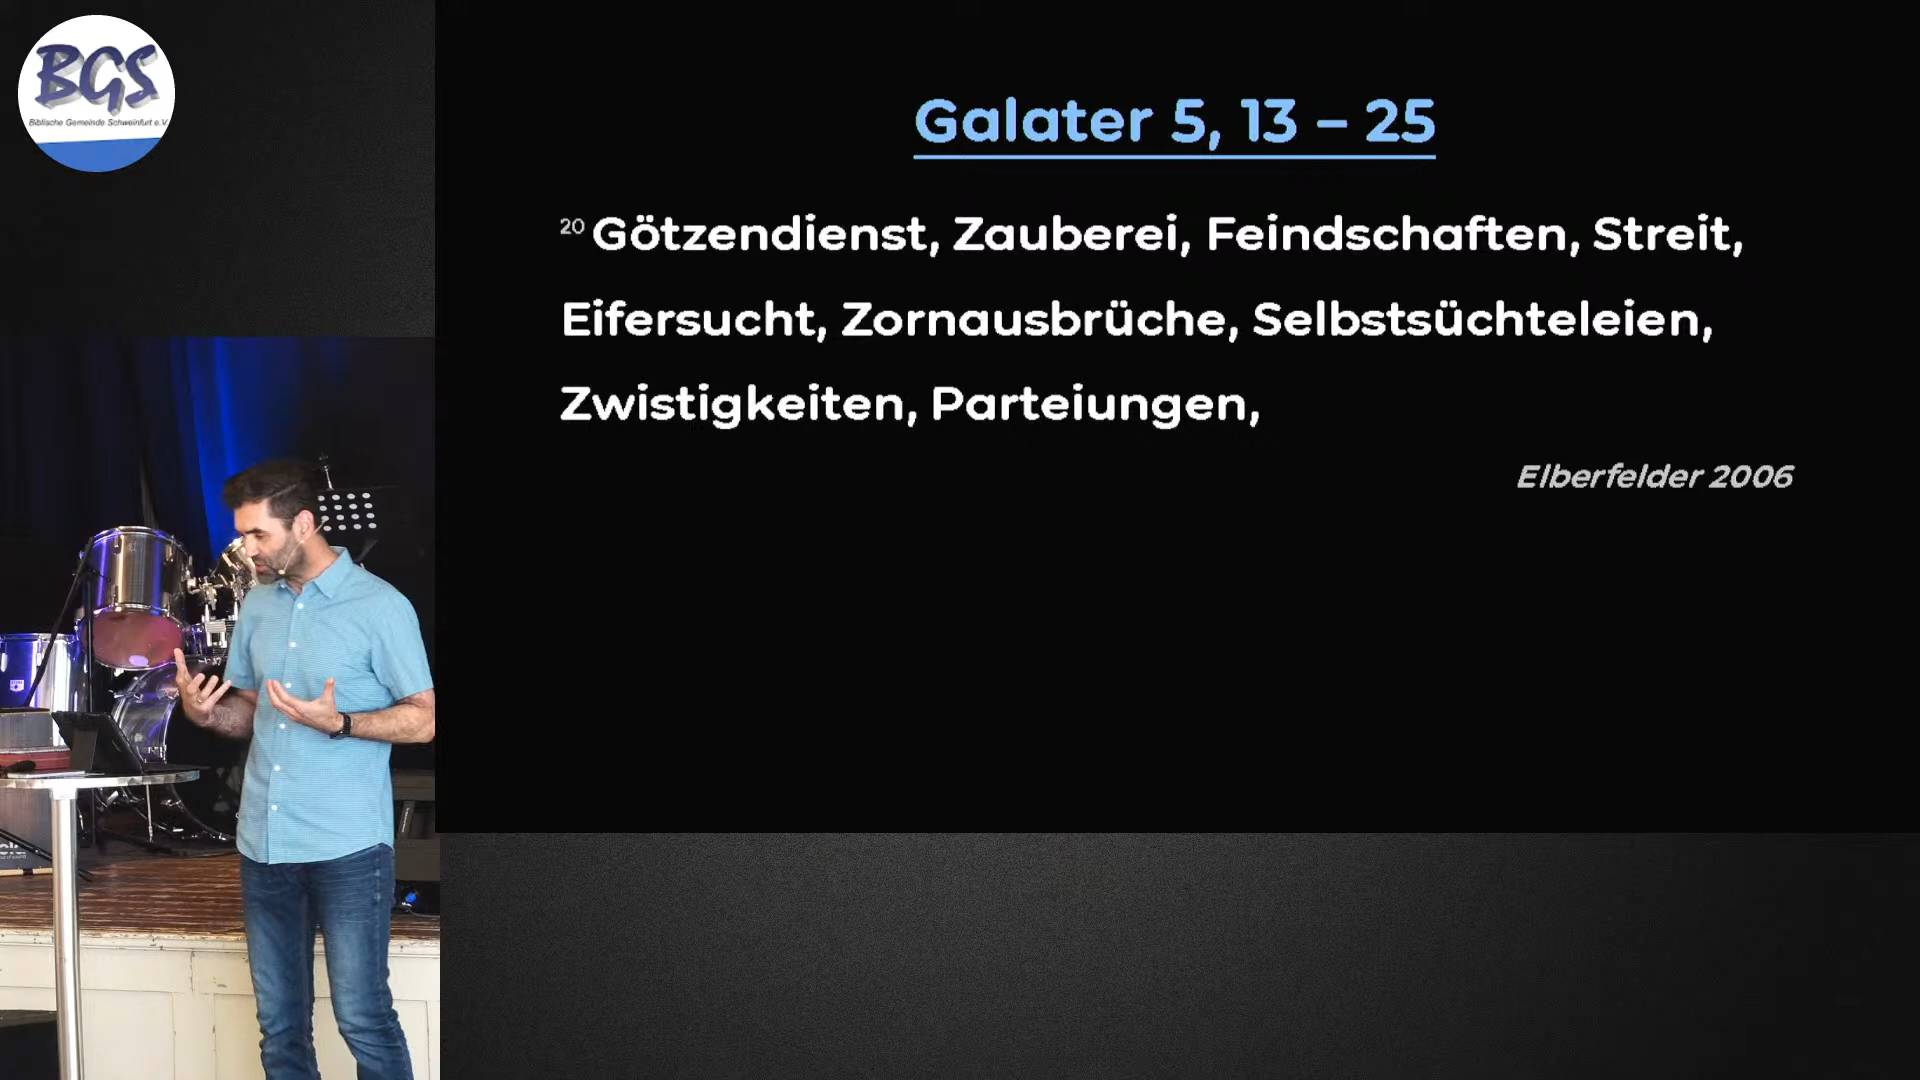 BGS
Biblische Gemeinde Schweinfurt e.V.
Galater 5, 13 – 25
20 Götzendienst, Zauberei, Feindschaften, Streit,
Eifersucht, Zornausbrüche, Selbstsüchteleien,
Zwistigkeiten, Parteiungen,
Elberfelder 2006